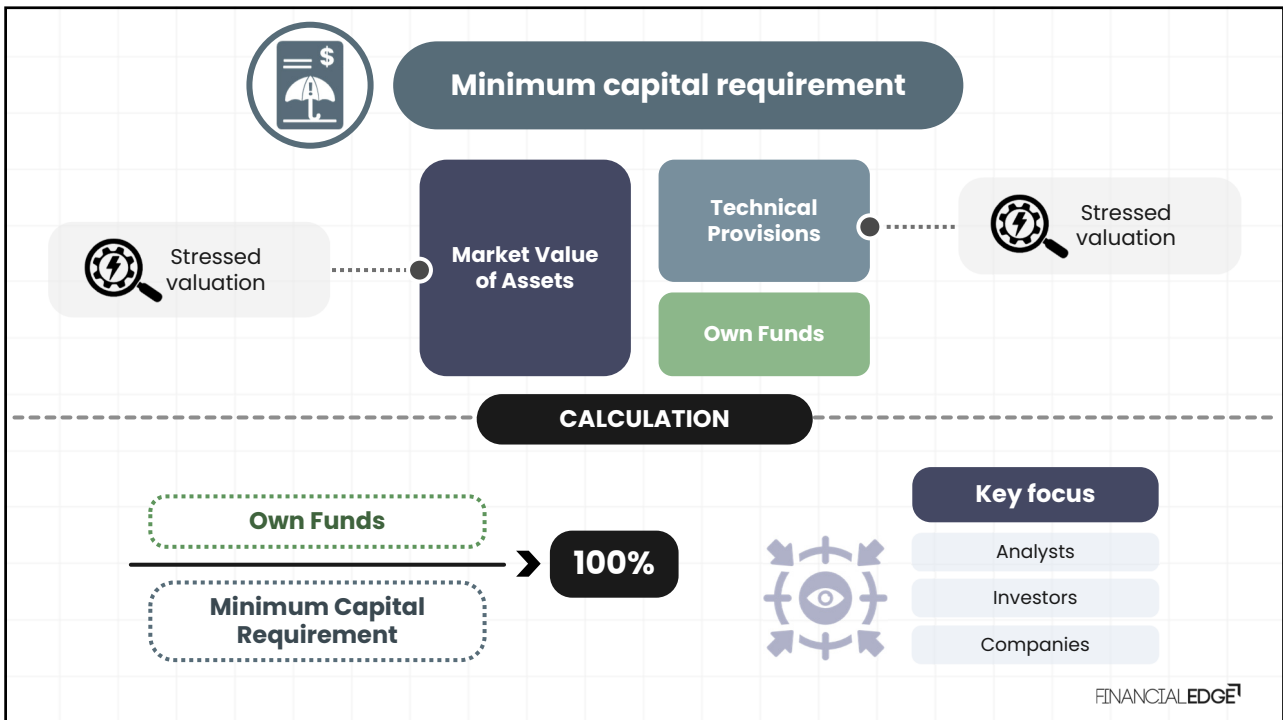 $
Minimum capital requirement
Stressed
valuation
Market Value
of Assets
Technical
Provisions
Own Funds
Stressed
valuation
CALCULATION
Own Funds
Minimum Capital
Requirement
100%
Key focus
Analysts
Investors
Companies
FINANCIALEDGE